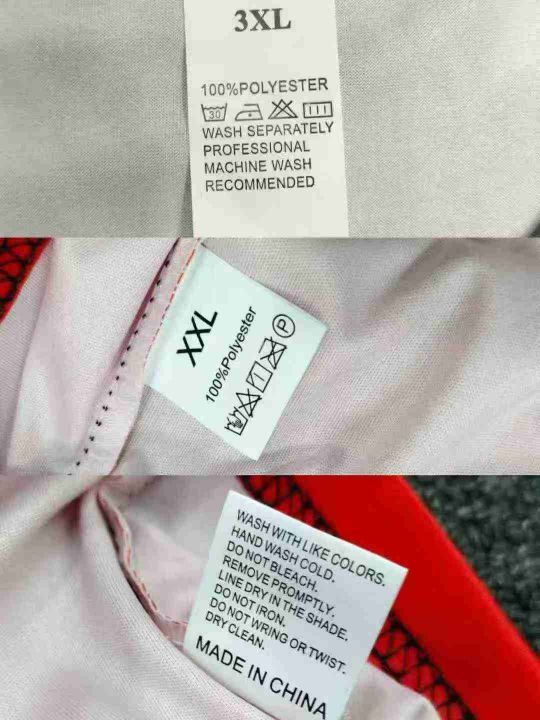 3XL
100%POLYESTER
30
WASH SEPARATELY
PROFESSIONAL
MACHINE WASH
RECOMMENDED
XXL
100%Polyester
P
WASH WITH LIKE COLORS.
HAND WASH COLD.
DO NOT BLEACH.
REMOVE PROMPTLY.
LINE DRY IN THE SHADE.
DO NOT IRON.
DO NOT WRING OR TWIST.
DRY CLEAN.
MADE IN CHINA